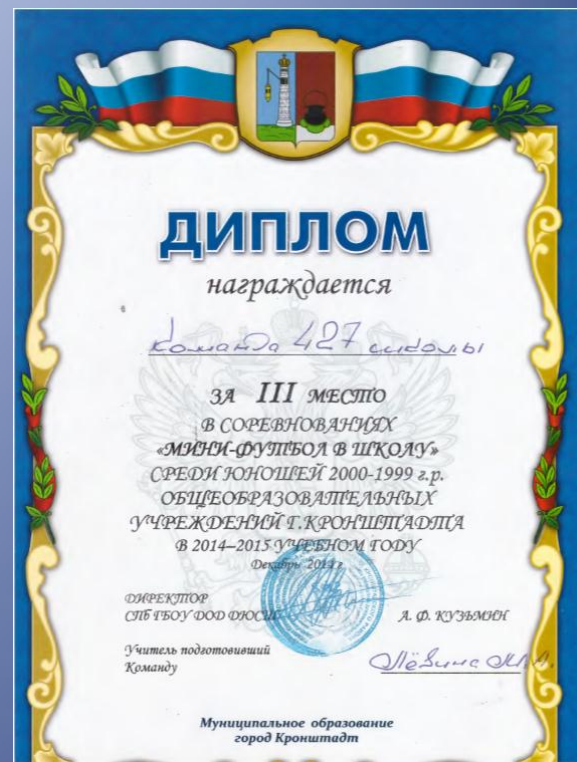 ДИПЛОМ
награждается
команда 427 школы
ЗА III МЕСТО
В СОРЕВНОВАНИЯХ
«МИНИ-ФУТБОЛ В ШКОЛУ»
СРЕДИ ЮНОШЕЙ 2000-1999 г.р.
ОБЩЕОБРАЗОВАТЕЛЬНЫХ
УЧРЕЖДЕНИЙ Г.КРОНШТАДТА
В 2014–2015 УЧЕБНОМ ГОДУ
Декабрь 2014 г.
ДИРЕКТОР
СПб ГБОУ ДОД ДЮСШ А. Ф. КУЗЬМИН
Учитель подготовивший
Команду Лёвина
Муниципальное образование
город Кронштадт